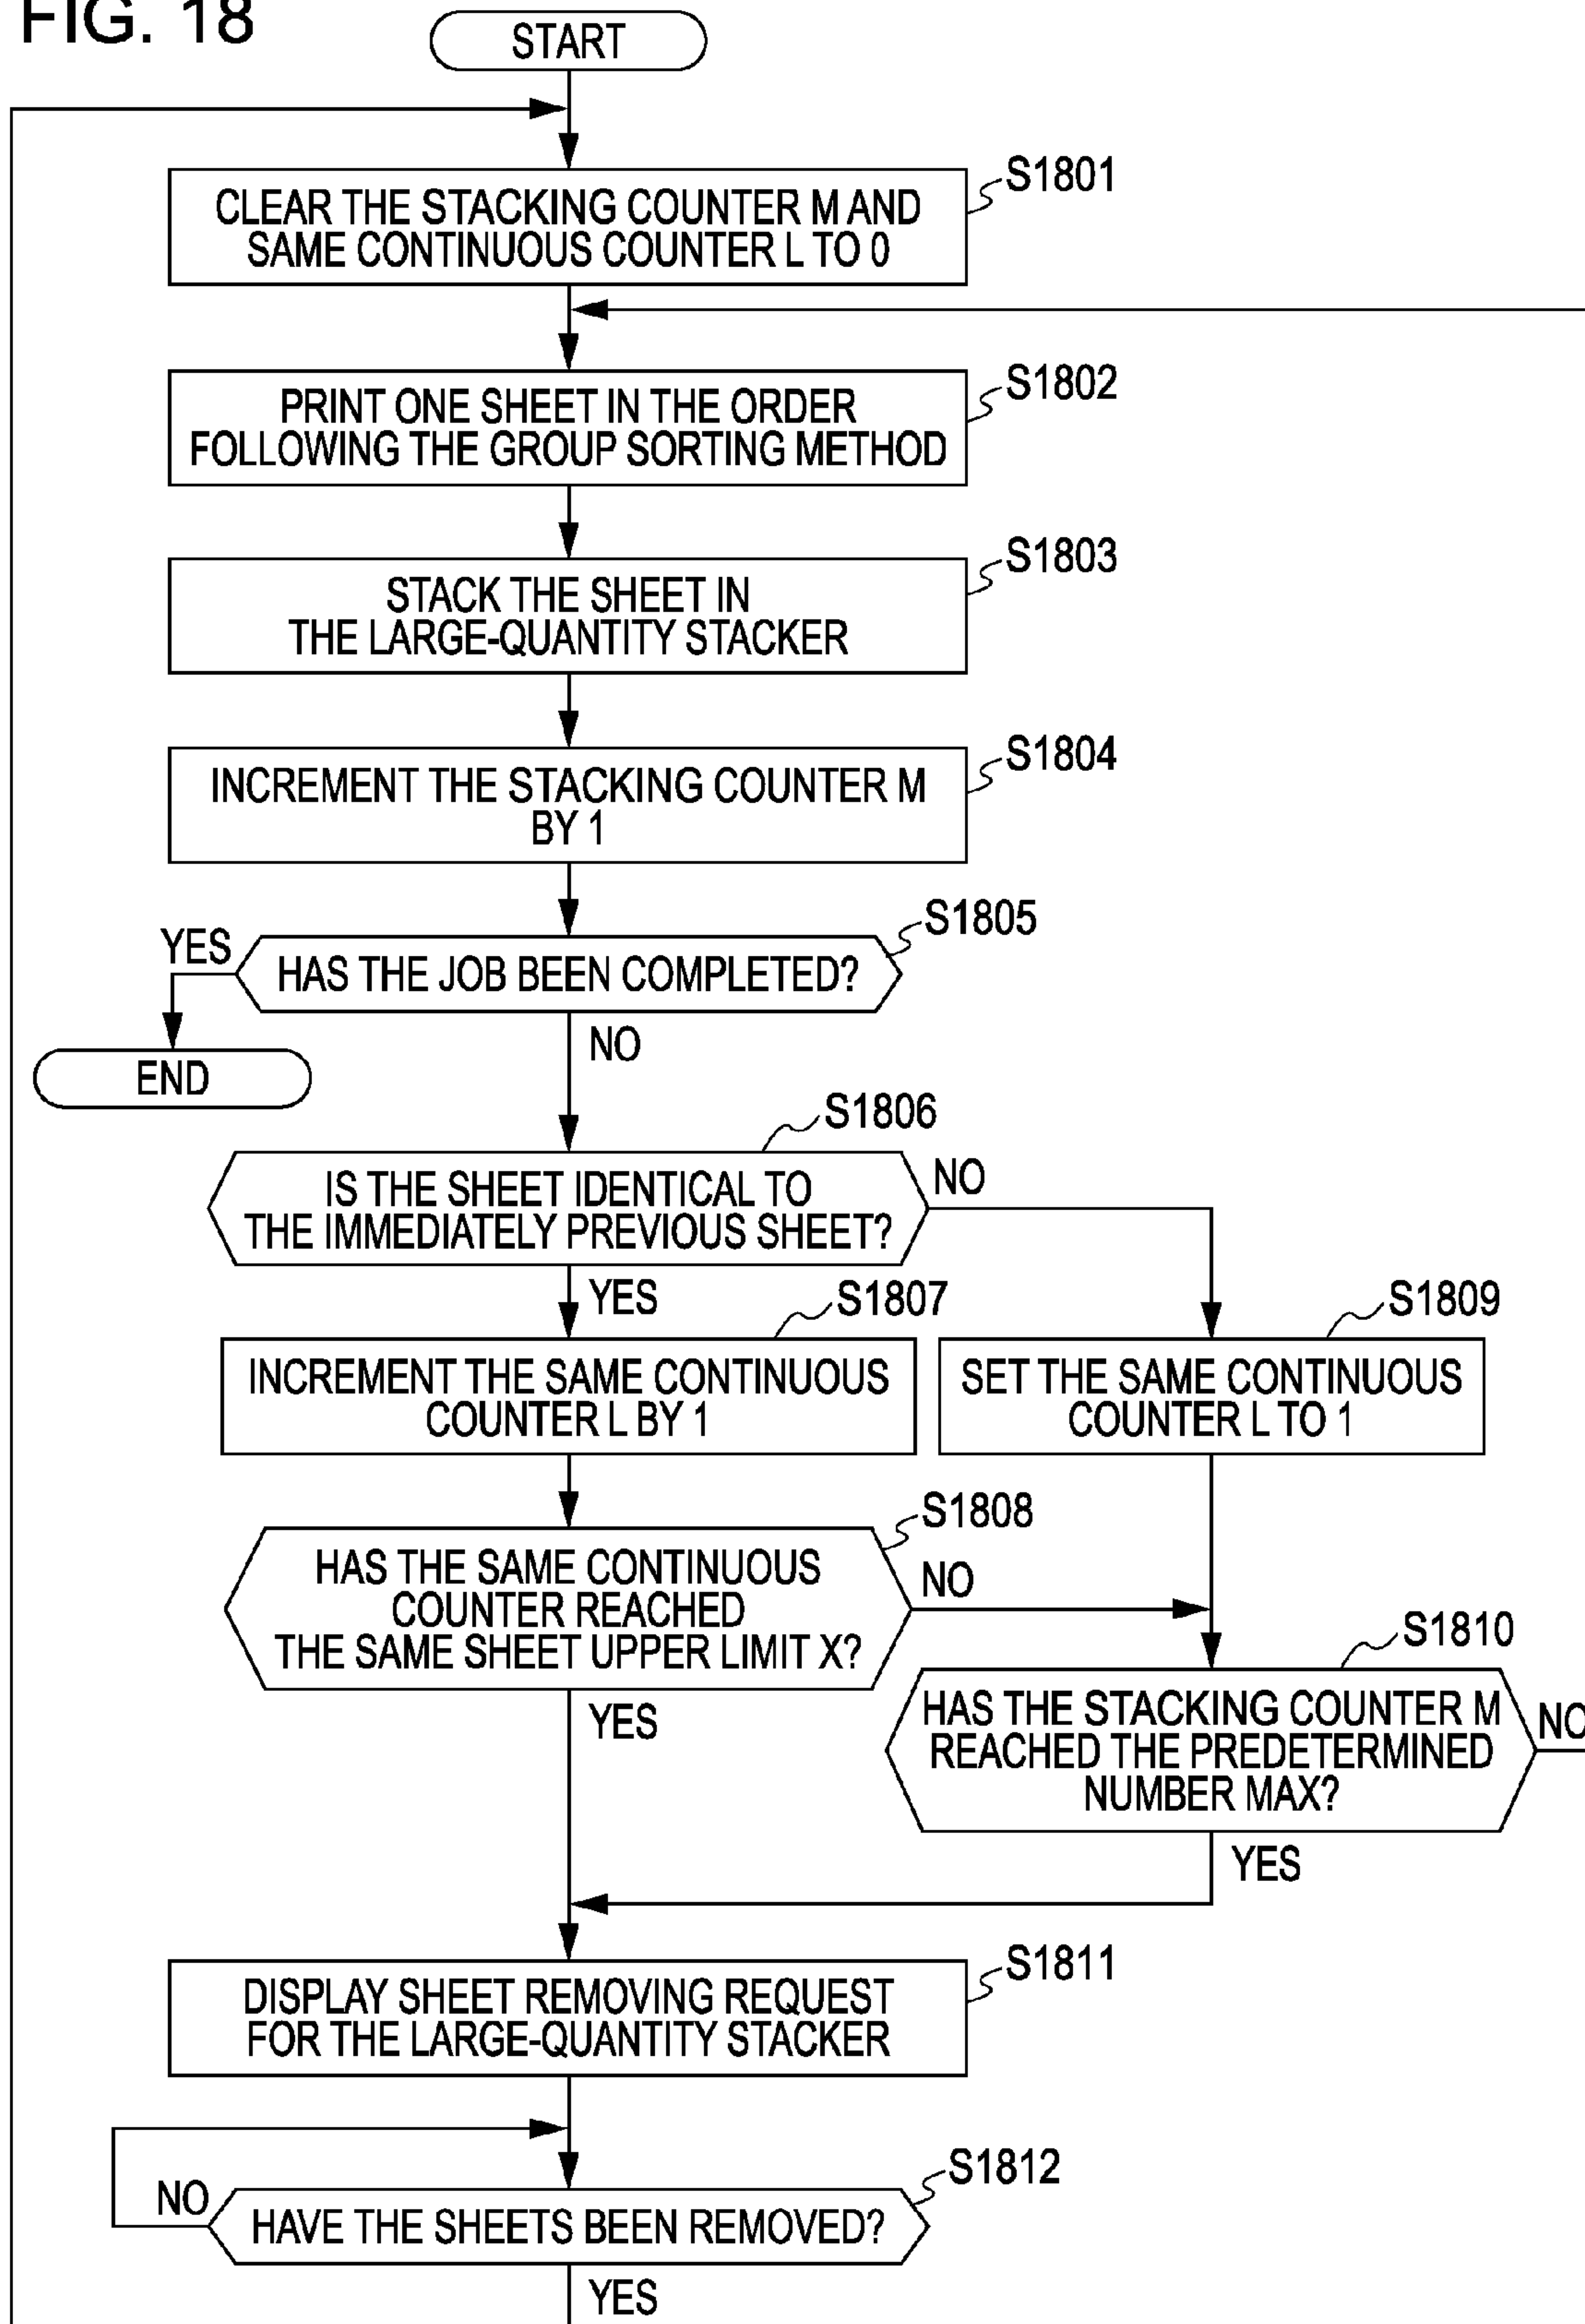 FIG. 18
START
S1801
CLEAR THE STACKING COUNTER M AND
SAME CONTINUOUS COUNTER L TO 0
S1802
PRINT ONE SHEET IN THE ORDER
FOLLOWING THE GROUP SORTING METHOD
S1803
STACK THE SHEET IN
THE LARGE-QUANTITY STACKER
S1804
INCREMENT THE STACKING COUNTER M
BY 1
S1805
YES
HAS THE JOB BEEN COMPLETED?
NO
END
S1806
IS THE SHEET IDENTICAL TO
THE IMMEDIATELY PREVIOUS SHEET?
NO
YES
S1807
S1809
INCREMENT THE SAME CONTINUOUS
COUNTER L BY 1
SET THE SAME CONTINUOUS
COUNTER L TO 1
S1808
HAS THE SAME CONTINUOUS
COUNTER REACHED
THE SAME SHEET UPPER LIMIT X?
NO
YES
S1810
HAS THE STACKING COUNTER M
REACHED THE PREDETERMINED
NUMBER MAX?
NO
YES
S1811
DISPLAY SHEET REMOVING REQUEST
FOR THE LARGE-QUANTITY STACKER
S1812
NO
HAVE THE SHEETS BEEN REMOVED?
YES